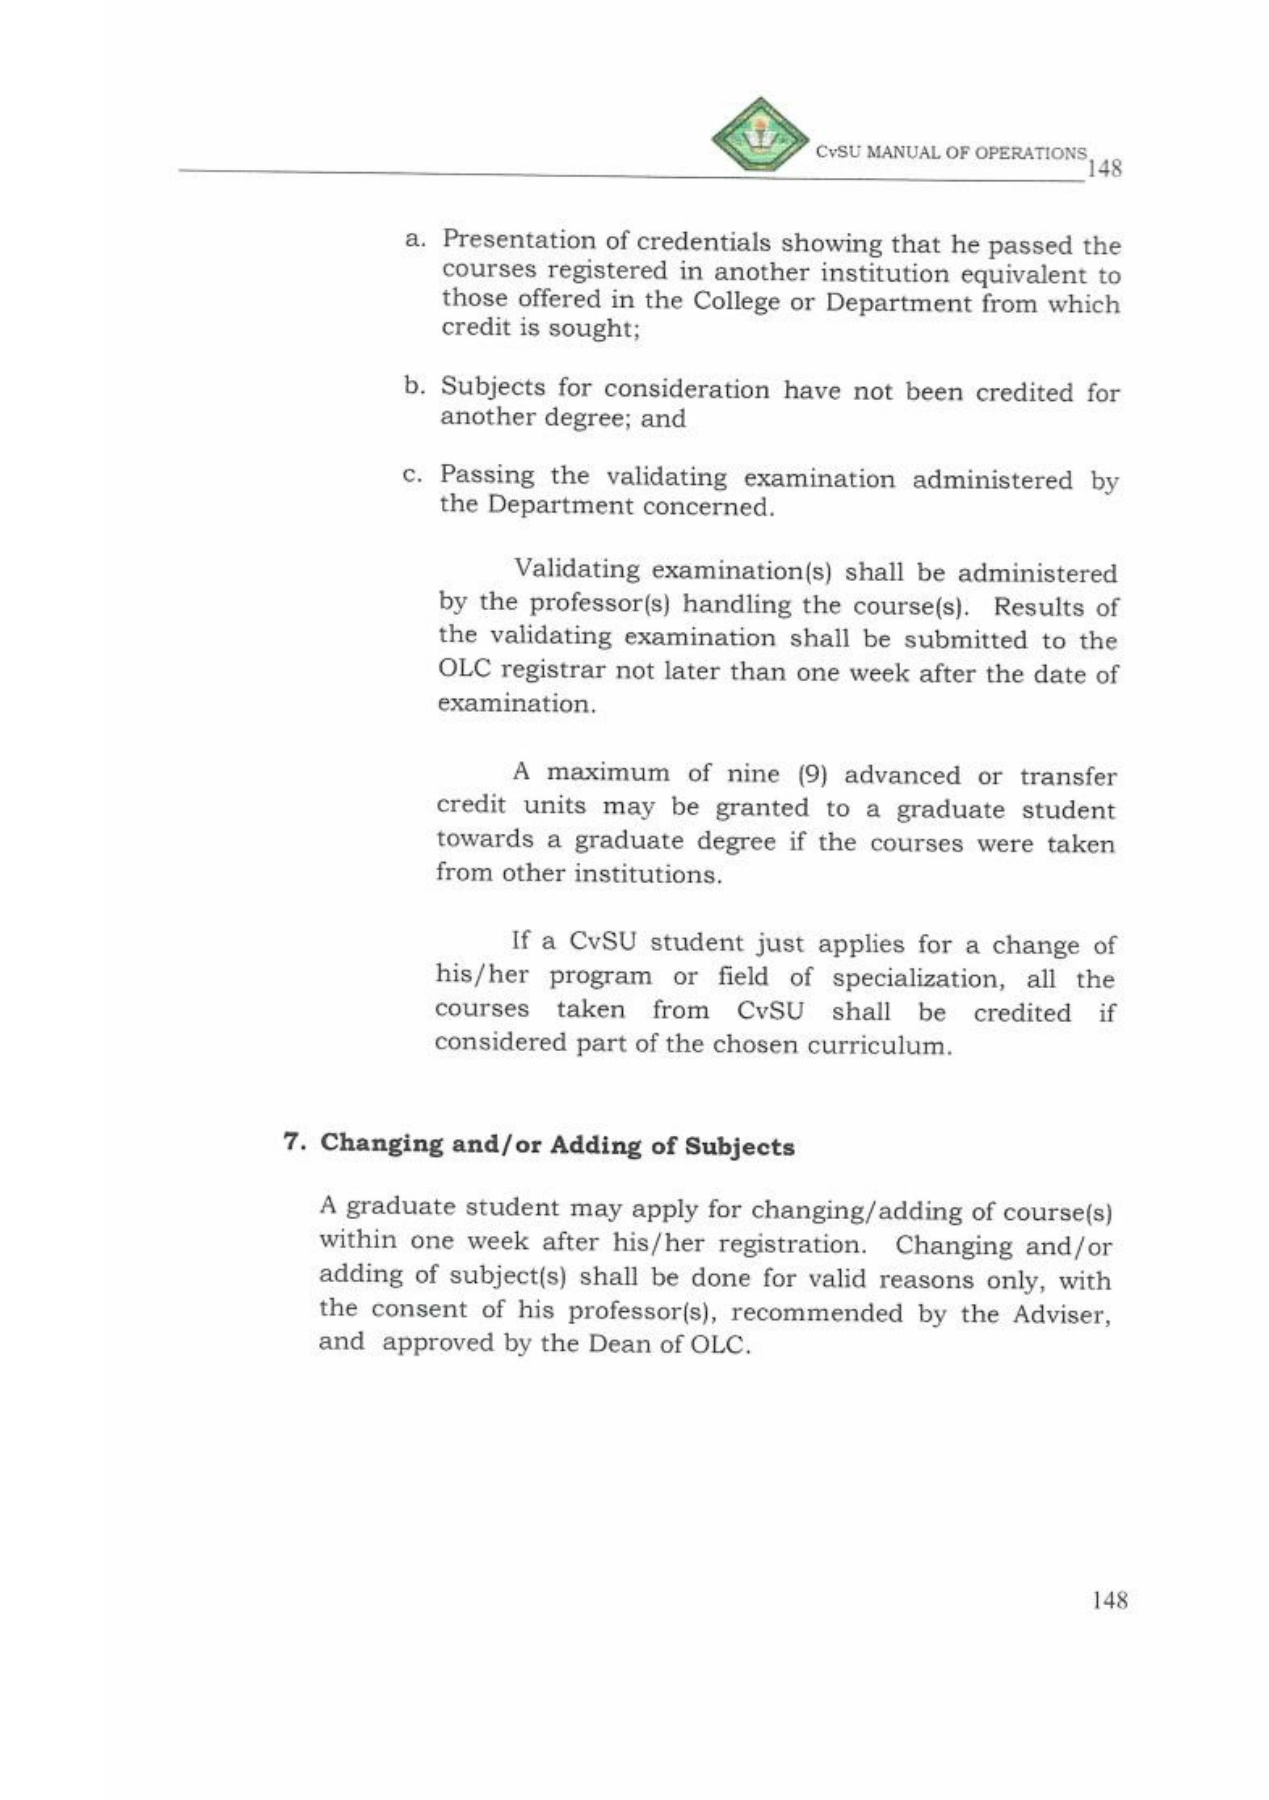 CvSU MANUAL OF OPERATIONS 148
a. Presentation of credentials showing that he passed the
courses registered in another institution equivalent to
those offered in the College or Department from which
credit is sought;
b. Subjects for consideration have not been credited for
another degree; and
c. Passing the validating examination administered by
the Department concerned.
Validating examination(s) shall be administered
by the professor(s) handling the course(s). Results of
the validating examination shall be submitted to the
OLC registrar not later than one week after the date of
examination.
A maximum of nine (9) advanced or transfer
credit units may be granted to a graduate student
towards a graduate degree if the courses were taken
from other institutions.
If a CvSU student just applies for a change of
his/her program or field of specialization, all the
courses taken from CvSU shall be credited if
considered part of the chosen curriculum.
7. Changing and/or Adding of Subjects
A graduate student may apply for changing/adding of course(s)
within one week after his/her registration. Changing and/or
adding of subject(s) shall be done for valid reasons only, with
the consent of his professor(s), recommended by the Adviser,
and approved by the Dean of OLC.
148